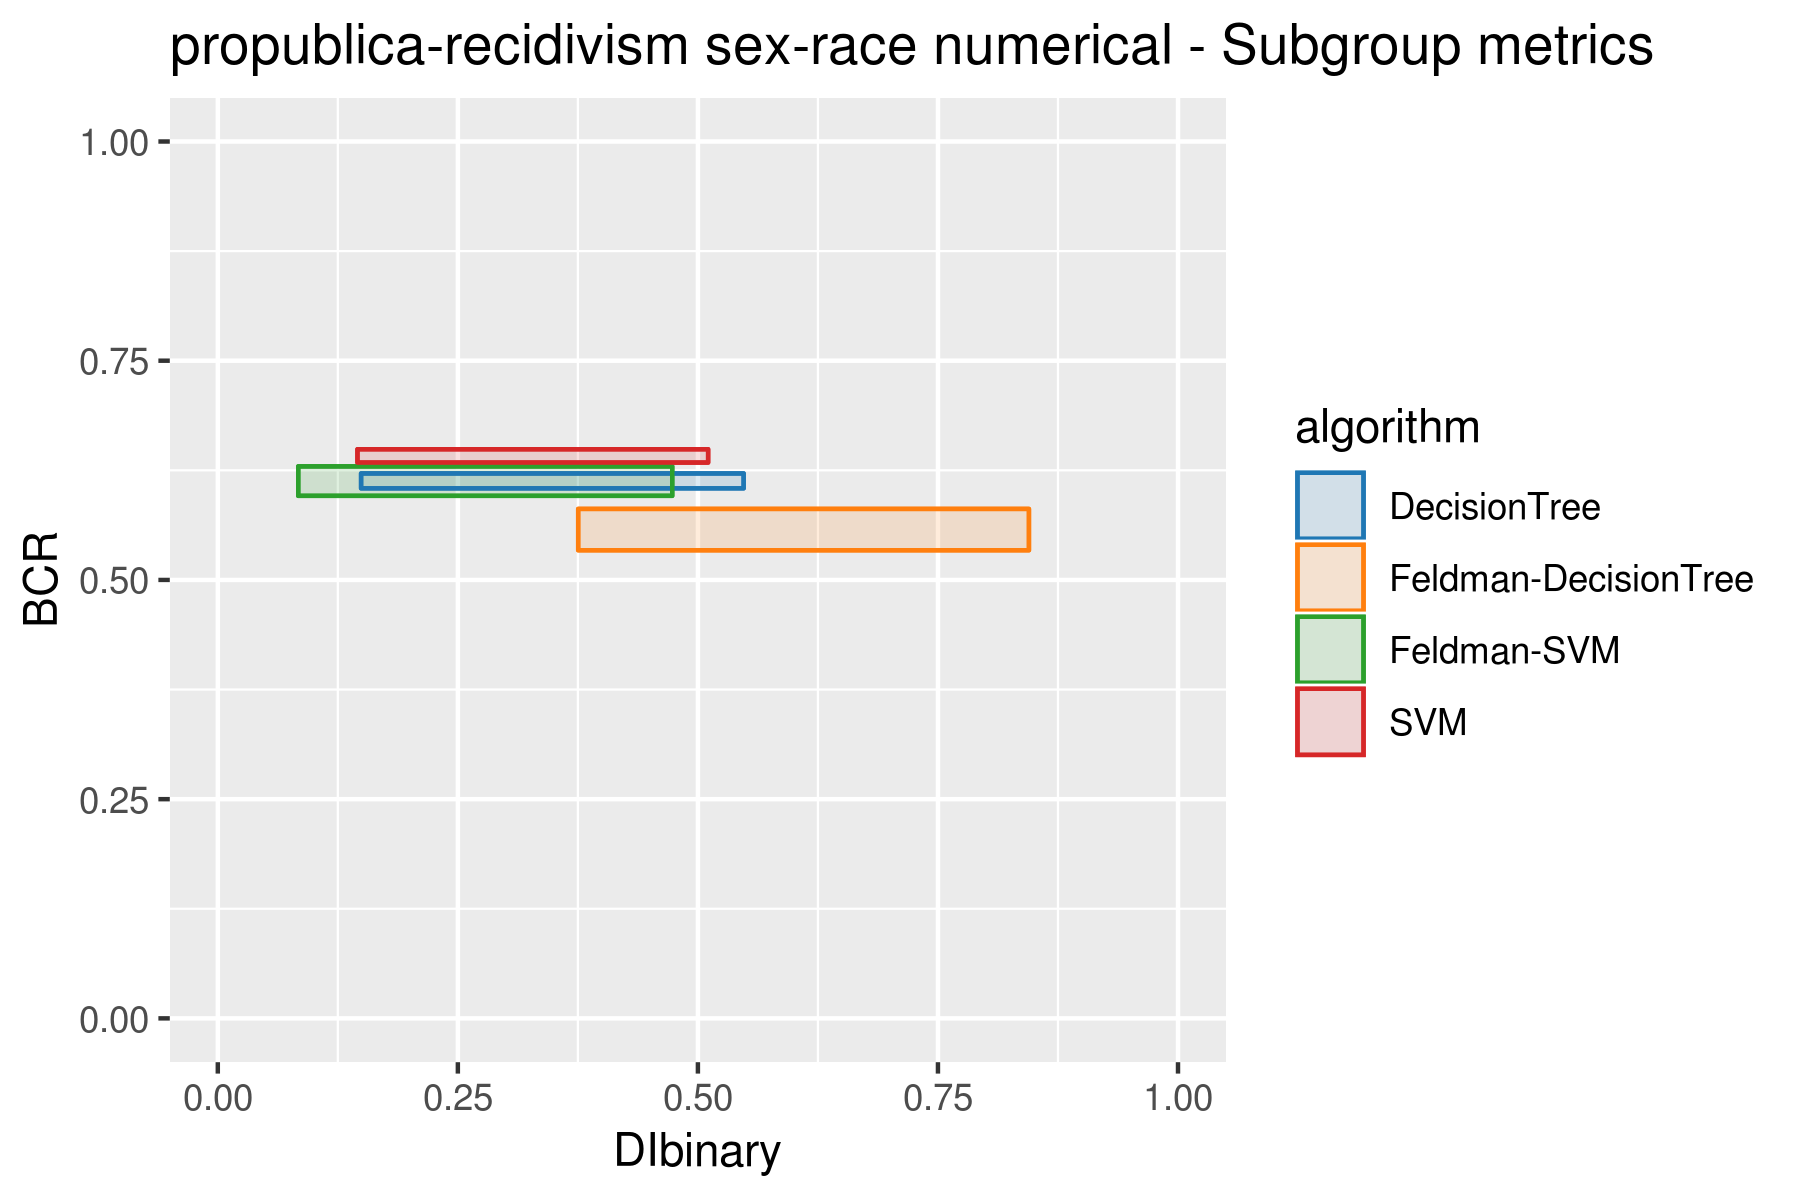 propublica-recidivism sex-race numerical - Subgroup metrics
1.00
0.75
0.50
0.25
0.00
BCR
0.00 0.25 0.50 0.75 1.00
DIbinary
algorithm
DecisionTree
Feldman-DecisionTree
Feldman-SVM
SVM